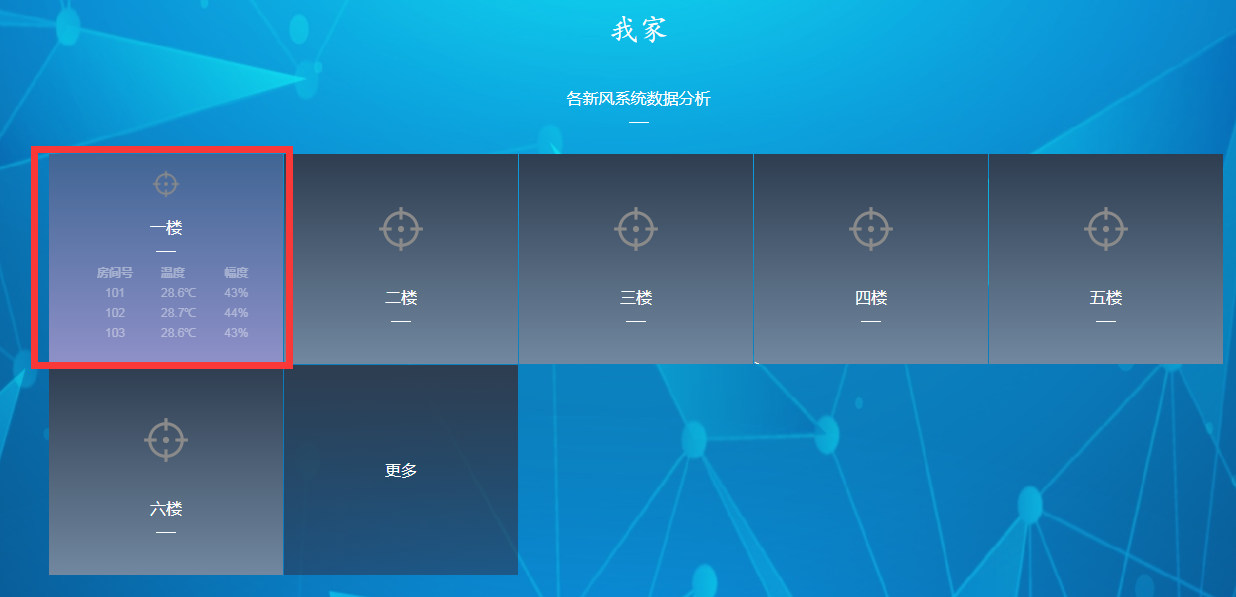 我家
各新风系统数据分析
一楼
房间号 温度 幅度
101 28.6℃ 43%
102 28.7℃ 44%
103 28.6℃ 43%
二楼
三楼
四楼
五楼
六楼
更多